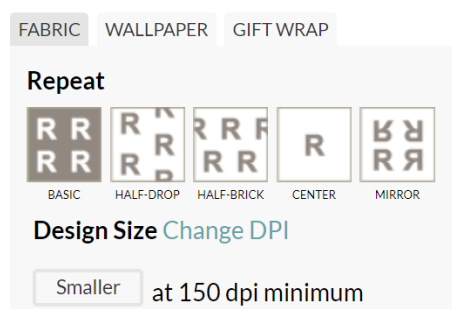 FABRIC WALLPAPER GIFT WRAP
Repeat
R R R R R R R R R R R R
R R R R R R R
BASIC HALF-DROP HALF-BRICK CENTER MIRROR
Design Size Change DPI
Smaller at 150 dpi minimum